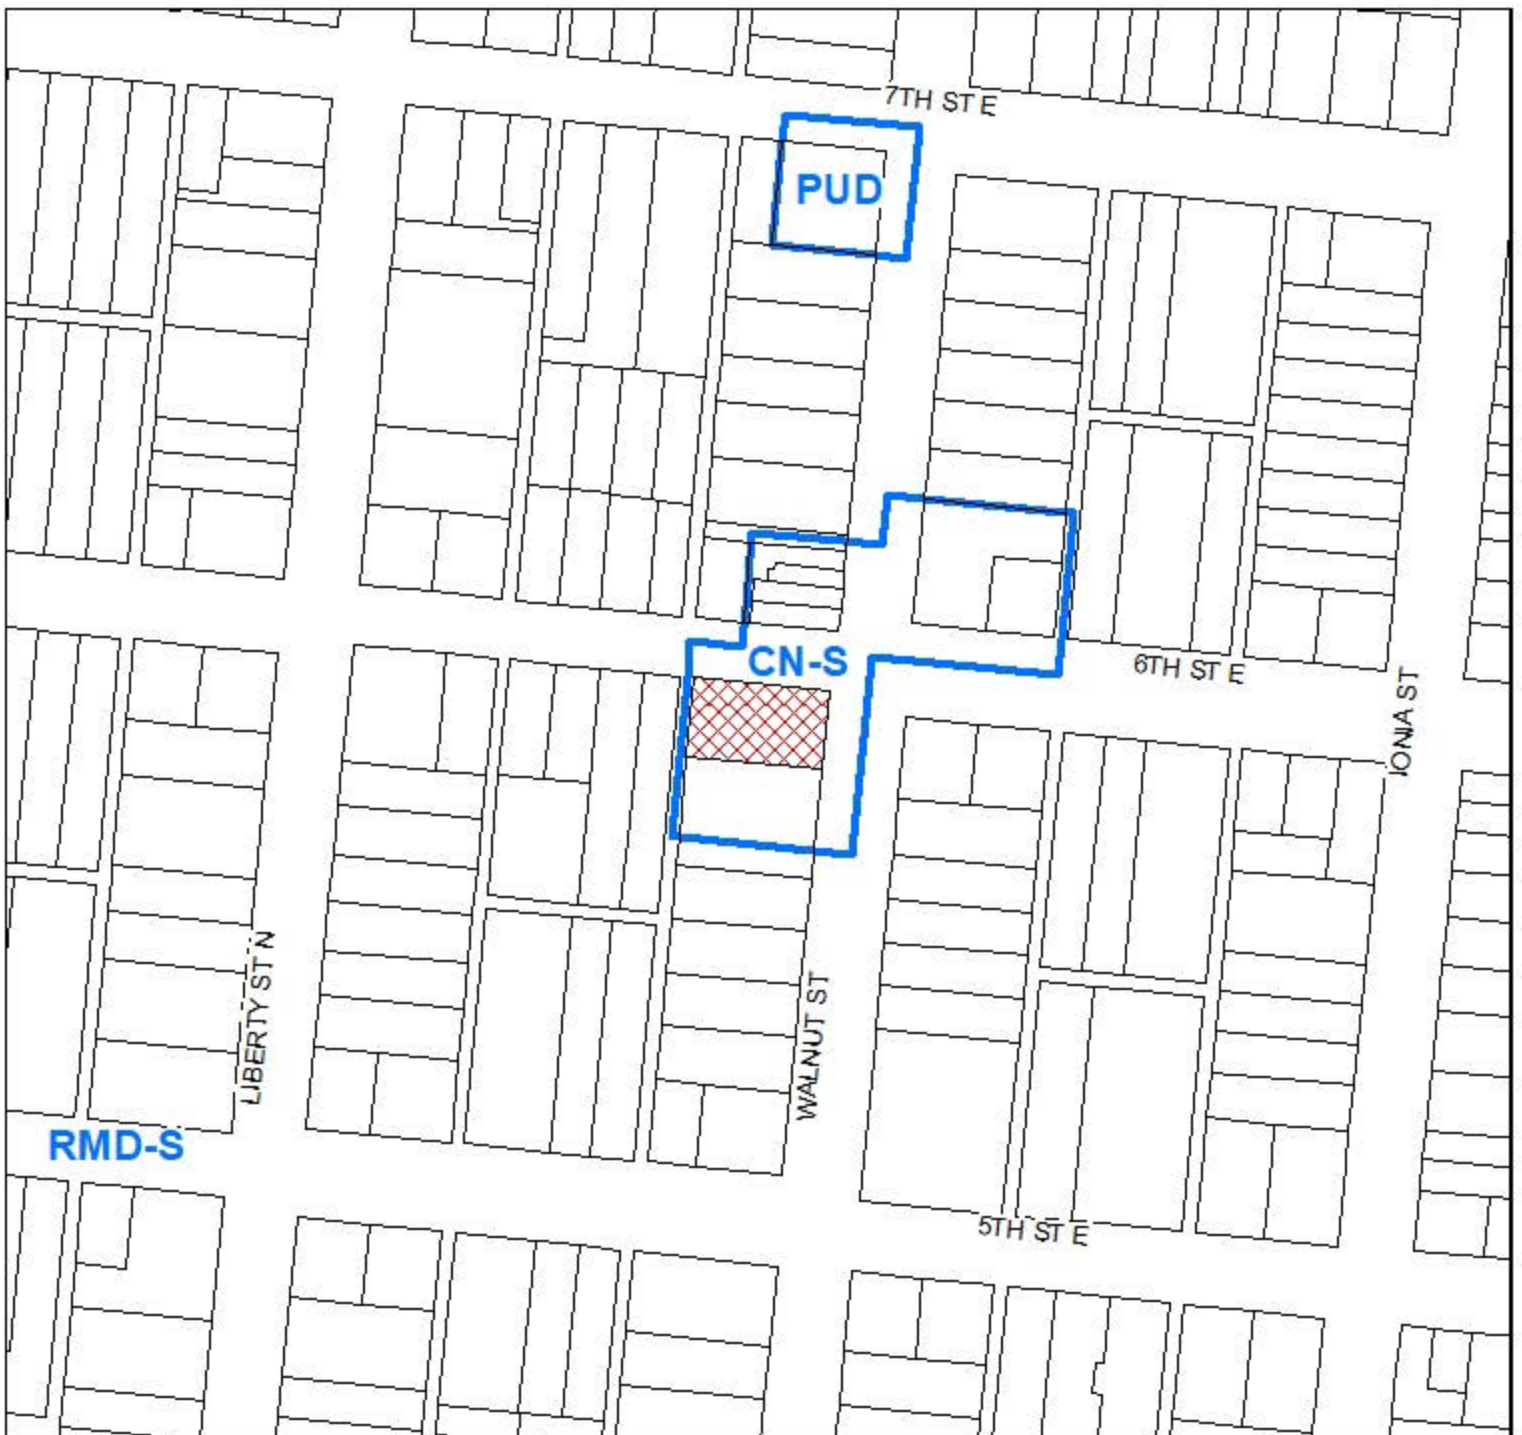 7TH ST E
PUD
CN-S
6TH ST E
IONIA ST
LIBERTY ST N
WALNUT ST
RMD-S
5TH ST E